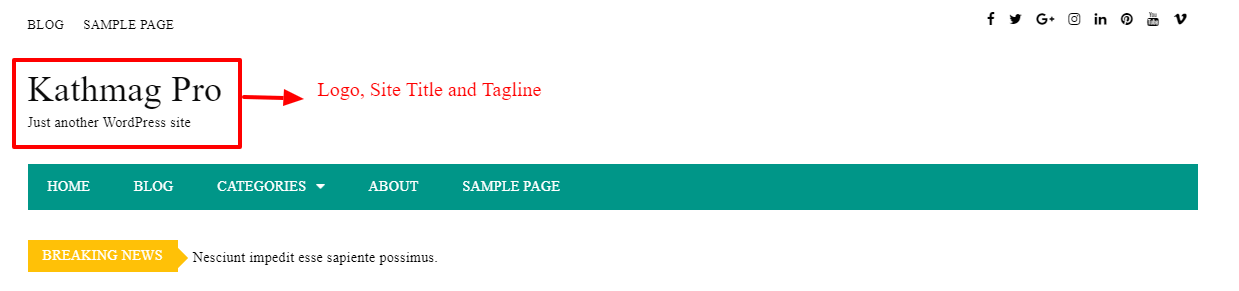 BLOG SAMPLE PAGE
Kathmag Pro
Just another WordPress site
Logo, Site Title and Tagline
HOME BLOG CATEGORIES ABOUT SAMPLE PAGE
BREAKING NEWS Nesciunt impedit esse sapiente possimus.